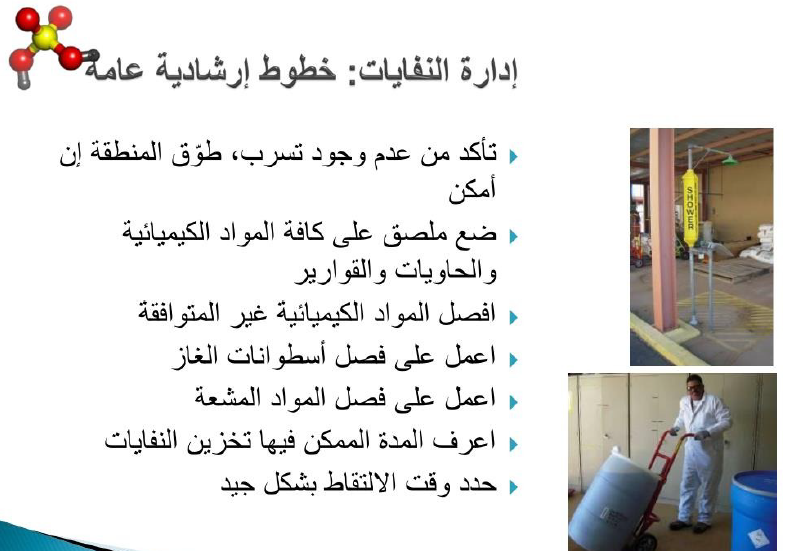 إدارة النفايات: خطوط إرشادية عامة
تأكد من عدم وجود تسرب، طوّق المنطقة إن
أمكن
ضع ملصق على كافة المواد الكيميائية
والحاويات والقوارير
افصل المواد الكيميائية غير المتوافقة
اعمل على فصل أسطوانات الغاز
اعمل على فصل المواد المشعة
اعرف المدة الممكن فيها تخزين النفايات
حدد وقت الالتقاط بشكل جيد
SHOWER